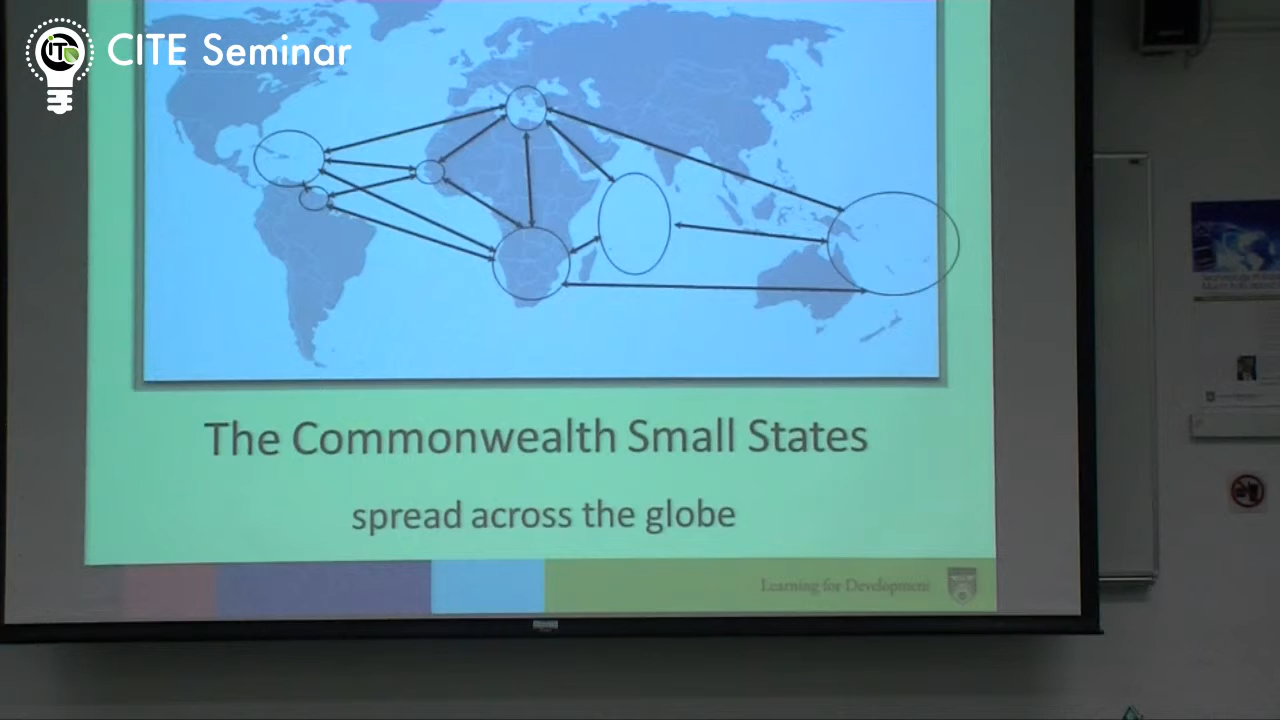 CITE Seminar
The Commonwealth Small States
spread across the globe
Learning for Development